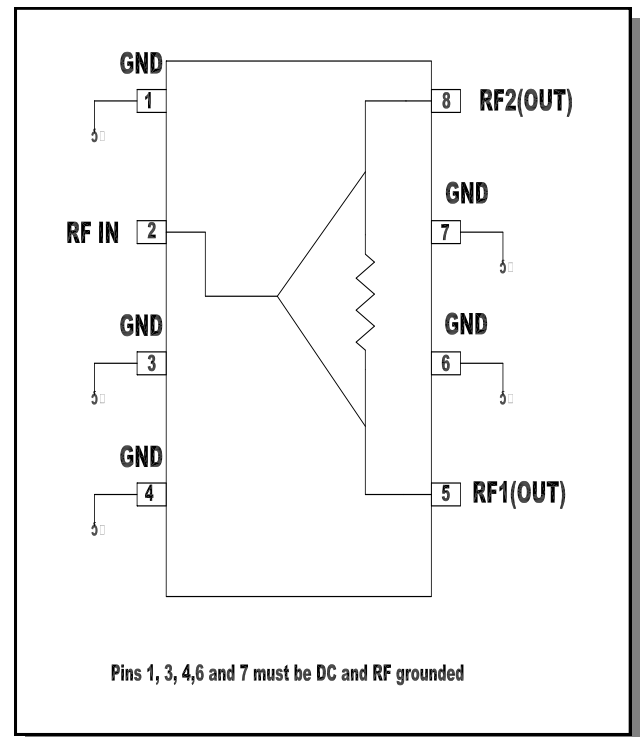 GND
1
8
RF2(OUT)
GND
RF IN
2
7
GND
GND
3
6
GND
4
5
RF1(OUT)
Pins 1, 3, 4,6 and 7 must be DC and RF grounded